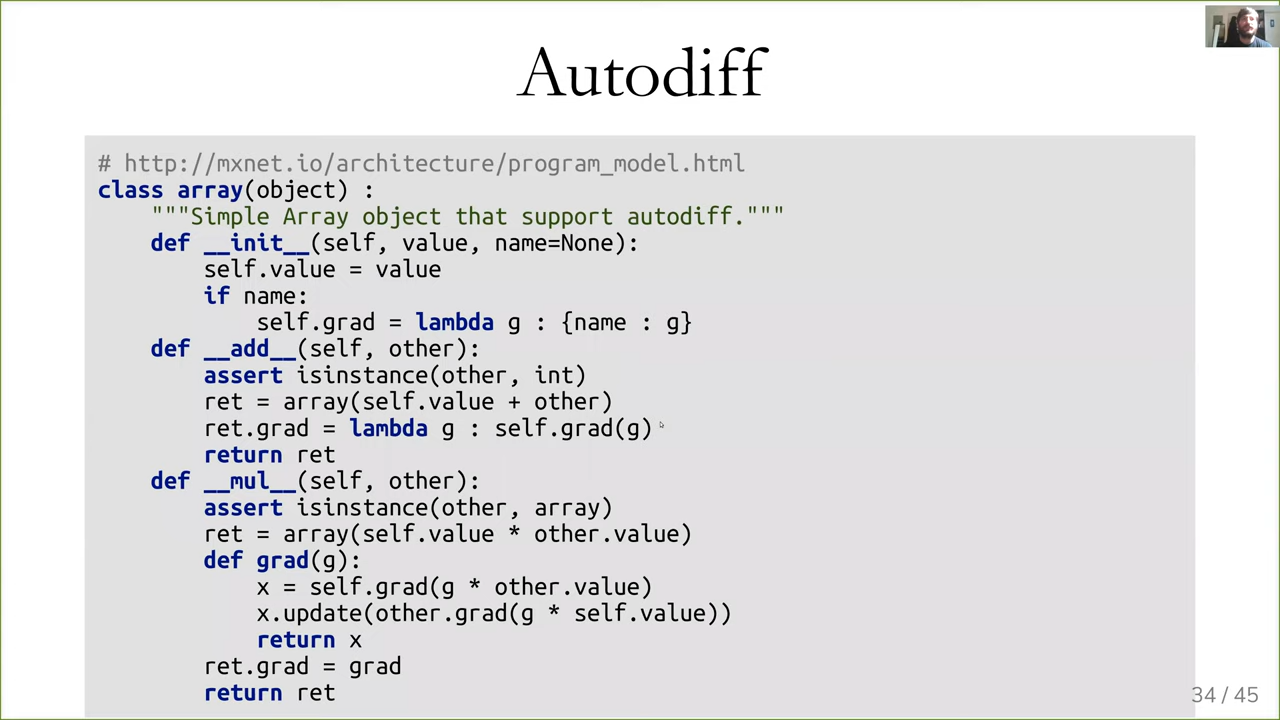 Autodiff
# http://mxnet.io/architecture/program_model.html
class array(object) :
    """Simple Array object that support autodiff."""
    def __init__(self, value, name=None):
        self.value = value
        if name:
            self.grad = lambda g : {name : g}
    def __add__(self, other):
        assert isinstance(other, int)
        ret = array(self.value + other)
        ret.grad = lambda g : self.grad(g)
        return ret
    def __mul__(self, other):
        assert isinstance(other, array)
        ret = array(self.value * other.value)
        def grad(g):
            x = self.grad(g * other.value)
            x.update(other.grad(g * self.value))
            return x
        ret.grad = grad
        return ret
34 / 45